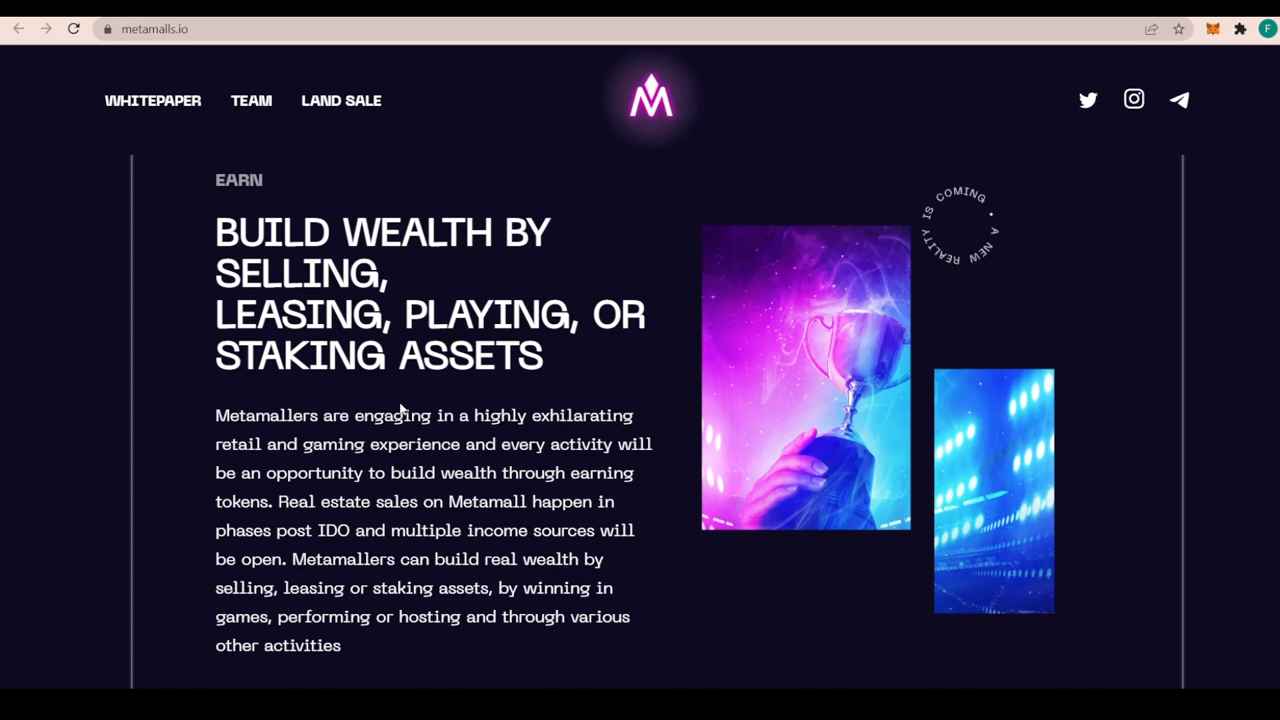 metamalls.io
F
WHITEPAPER TEAM LAND SALE
EARN
BUILD WEALTH BY
SELLING,
LEASING, PLAYING, OR
STAKING ASSETS
Metamallers are engaging in a highly exhilarating
retail and gaming experience and every activity will
be an opportunity to build wealth through earning
tokens. Real estate sales on Metamall happen in
phases post IDO and multiple income sources will
be open. Metamallers can build real wealth by
selling, leasing or staking assets, by winning in
games, performing or hosting and through various
other activities
A NEW REALITY IS COMING •